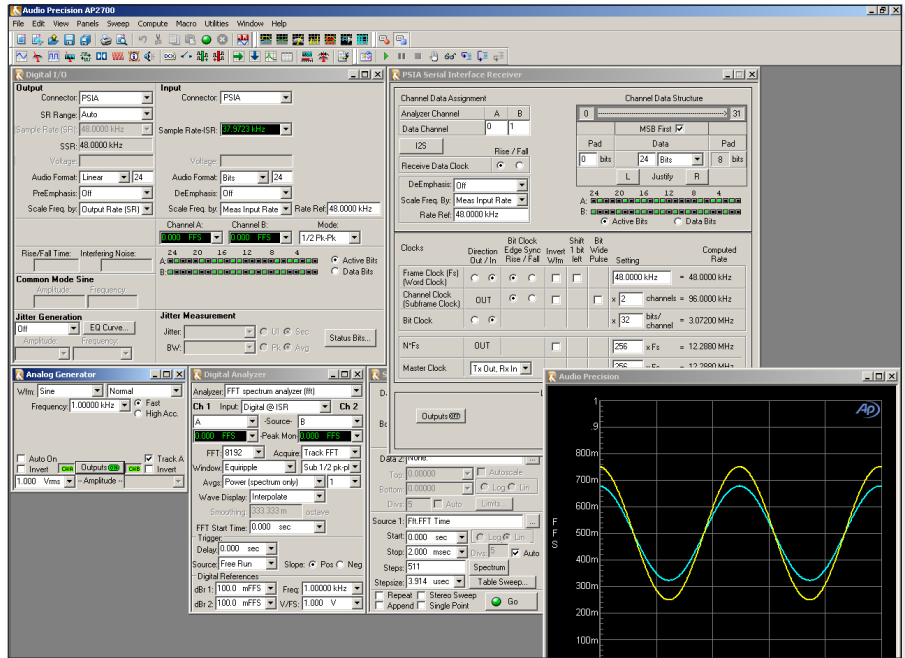 Audio Precision AP2700
File Edit View Panels Sweep Compute Macro Utilities Window Help
Digital I/O
Output
Connector: PSIA
SR Range: Auto
Sample Rate (SR): 48.0000 kHz
SSR: 48.0000 kHz
Voltage:
Audio Format: Linear 24
PreEmphasis: Off
Scale Freq. by: Output Rate (SR)
Input
Connector: PSIA
Sample Rate-ISR: 37.9723 kHz
Voltage:
Audio Format: Bits 24
DeEmphasis: Off
Scale Freq. by: Meas Input Rate Rate Ref: 48.0000 kHz
Channel A: Channel B: Mode:
0.000 FFS 0.000 FFS 1/2 Pk-Pk
Rise/Fall Time: Interfering Noise:
24 20 16 12 8 4
A:
B:
Active Bits
Data Bits
Common Mode Sine
Amplitude: Frequency
Jitter Generation
Off EQ Curve...
Amplitude: Frequency:
Jitter Measurement
Jitter: UI Sec
BW: Pk Avg
Status Bits...
PSIA Serial Interface Receiver
Channel Data Assignment
Analyzer Channel A B
Data Channel 0 1
I2S Rise / Fall
Receive Data Clock
DeEmphasis: Off
Scale Freq. By: Meas Input Rate
Rate Ref: 48.0000 kHz
Channel Data Structure
0 31
MSB First
Pad Data Pad
0 bits 24 Bits 8 bits
L Justify R
24 20 16 12 8 4
A:
B:
Active Bits Data Bits
Clocks
Direction Out / In
Bit Clock Edge Sync Rise / Fall
Invert Wfm
Shift 1 bit left
Bit Wide Pulse
Setting
Computed Rate
Frame Clock (Fs) (Word Clock) 48.0000 kHz = 48.0000 kHz
Channel Clock (Subframe Clock) OUT x 2 channels = 96.0000 kHz
Bit Clock x 32 bits/channel = 3.07200 MHz
N*Fs OUT 256 x Fs = 12.2880 MHz
Master Clock Tx Out, Rx In 256 x Fs = 12.2880 MHz
Outputs
Analog Generator
Wfm: Sine Normal
Frequency: 1.00000 kHz Fast
High Acc.
Auto On Track A
Invert CHA Outputs CHB Invert
1.000 Vrms -- Amplitude --
Digital Analyzer
Analyzer: FFT spectrum analyzer (fft)
Ch 1 Input: Digital @ ISR Ch 2
A -Source- B
0.000 FFS -Peak Mon- 0.000 FFS
FFT: 8192 Acquire: Track FFT
Window: Equiripple Sub 1/2 pk-pl
Avgs: Power (spectrum only) 1
Wave Display: Interpolate
Smoothing: 333.333 m octave
FFT Start Time: 0.000 sec
Trigger
Delay: 0.000 sec
Source: Free Run Slope: Pos Neg
Digital References
dBr 1: 100.0 mFFS Freq: 1.00000 kHz
dBr 2: 100.0 mFFS V/FS: 1.000 V
Data 2: None.
Top: 0.00000 Autoscale
Bottom: 0.00000 Log Lin
Divs: 5 Auto Limits...
Source 1: Fft.FFT Time
Start: 0.000 sec Log Lin
Stop: 2.000 msec Divs: 5 Auto
Steps: 511 Spectrum
Stepsize: 3.914 usec Table Sweep...
Repeat Stereo Sweep
Append Single Point Go
Audio Precision
1
.9
800m
700m
600m
500m
400m
300m
200m
100m
F
F
S
Ap